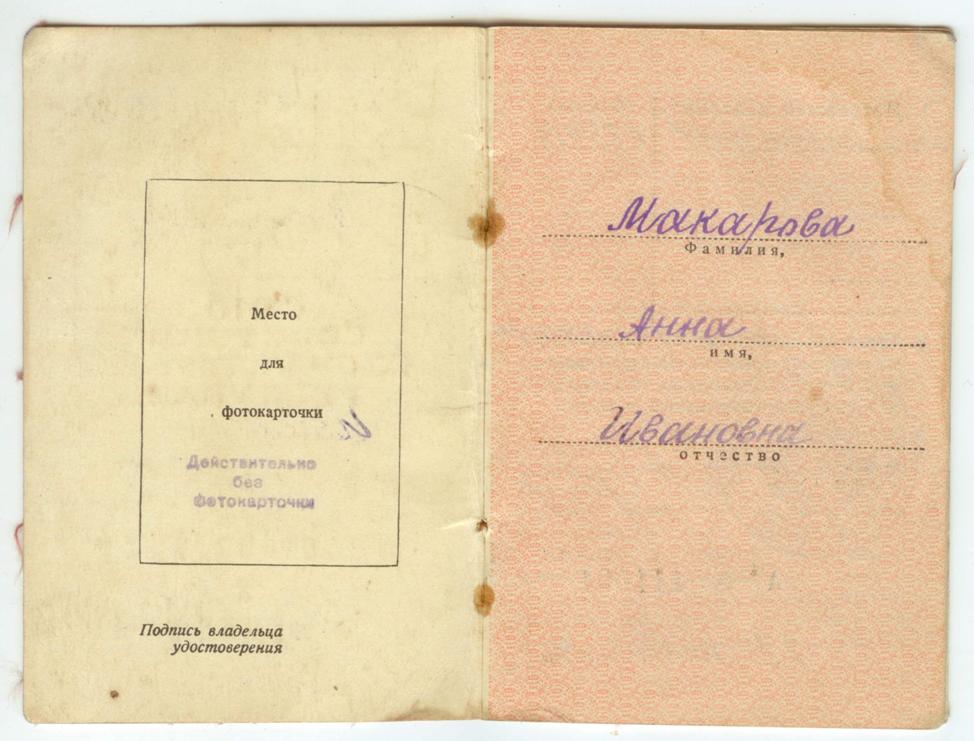 Место
для
фотокарточки
Действительно
без
фотокарточки
Подпись владельца
удостоверения
Макарова
Фамилия,
Анна
имя,
Ивановна
отчество